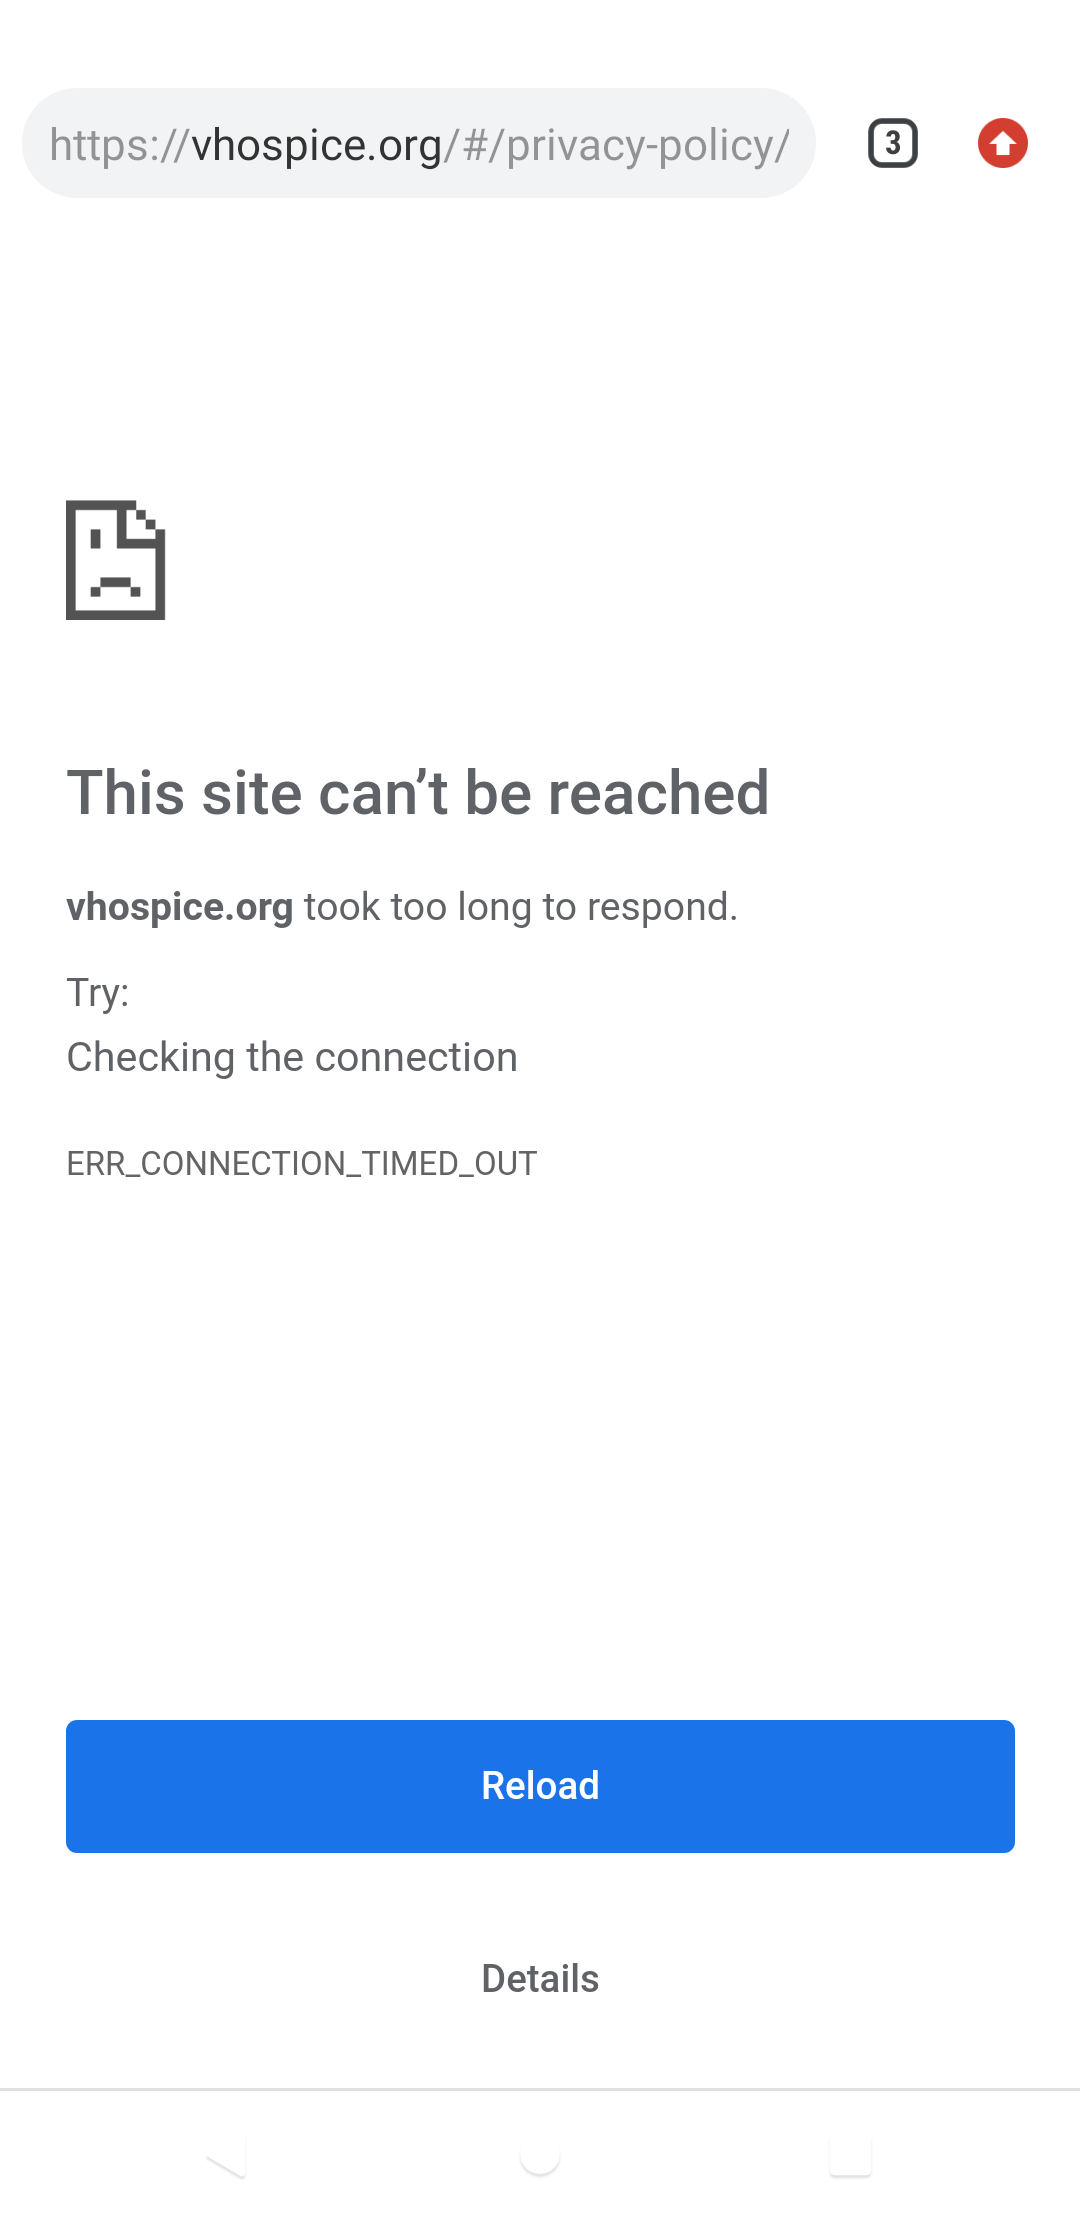 https://vhospice.org/#/privacy-policy/
3
This site can’t be reached
vhospice.org took too long to respond.
Try:
Checking the connection
ERR_CONNECTION_TIMED_OUT
Reload
Details